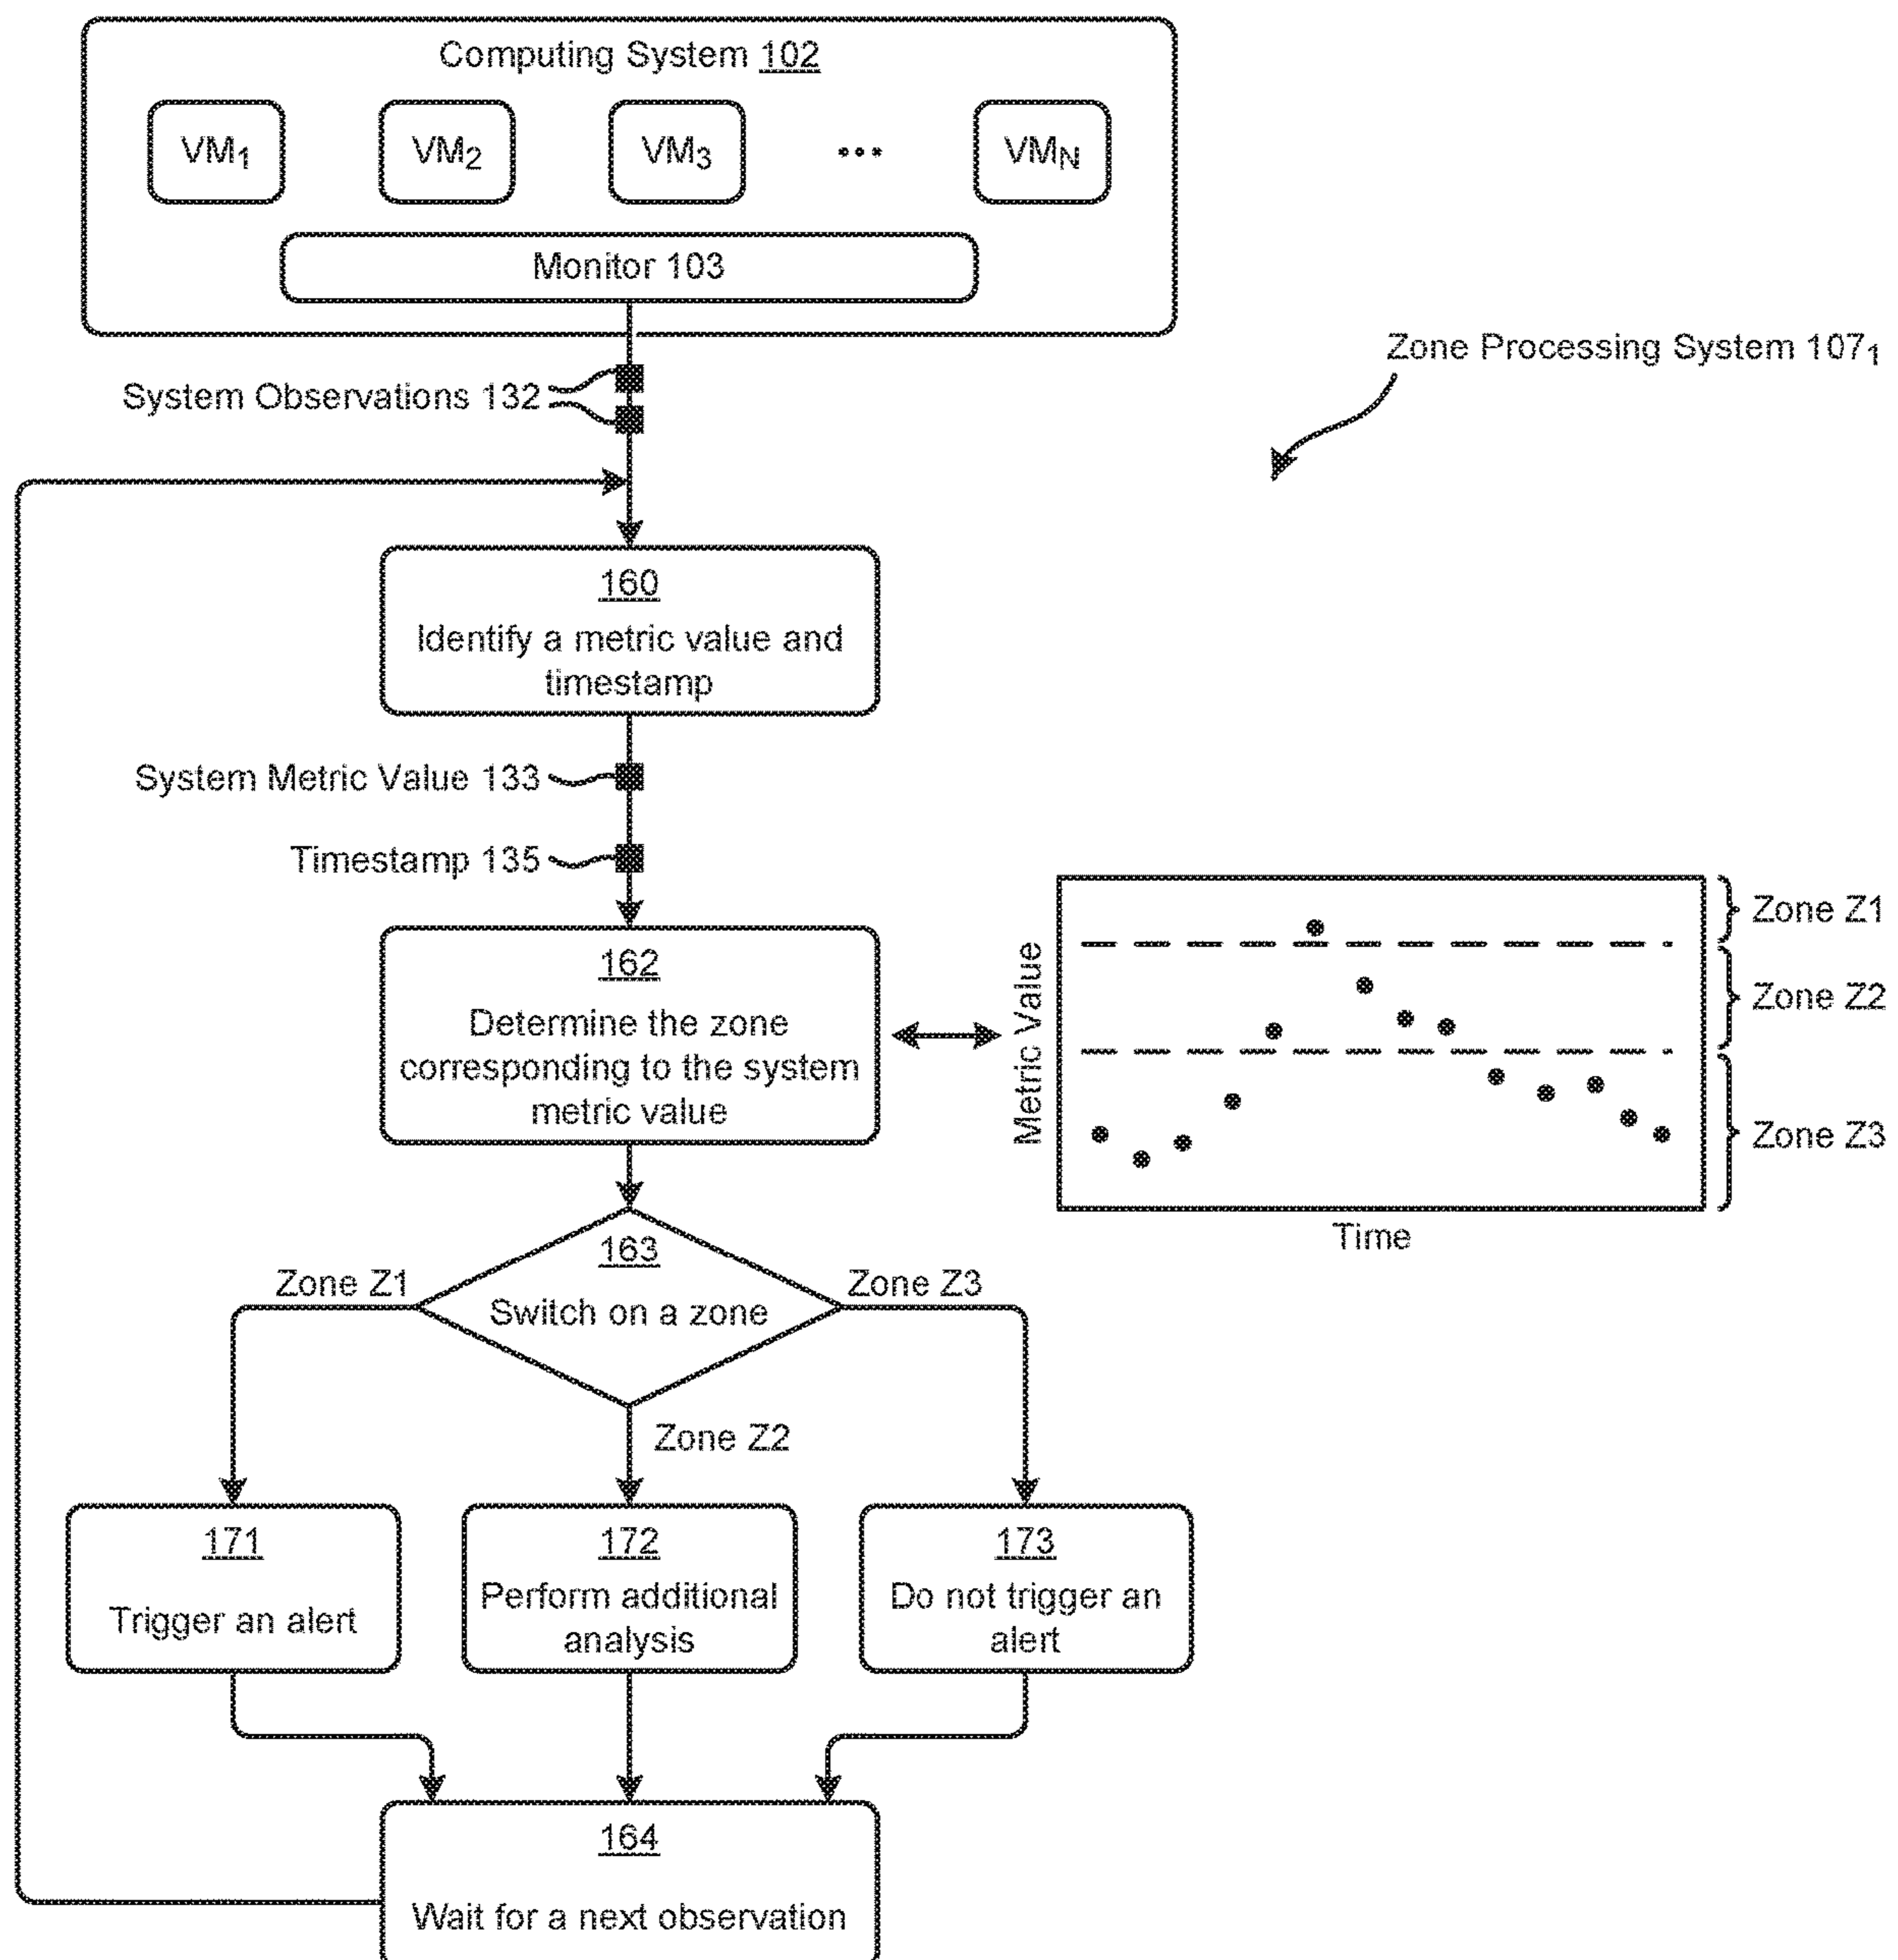 Computing System 102
VM1
VM2
VM3
...
VMN
Monitor 103
Zone Processing System 1071
System Observations 132
160
Identify a metric value and
timestamp
System Metric Value 133
Timestamp 135
162
Determine the zone
corresponding to the system
metric value
Metric Value
Time
Zone Z1
Zone Z2
Zone Z3
163
Switch on a zone
Zone Z1
Zone Z3
Zone Z2
171
Trigger an alert
172
Perform additional
analysis
173
Do not trigger an
alert
164
Wait for a next observation